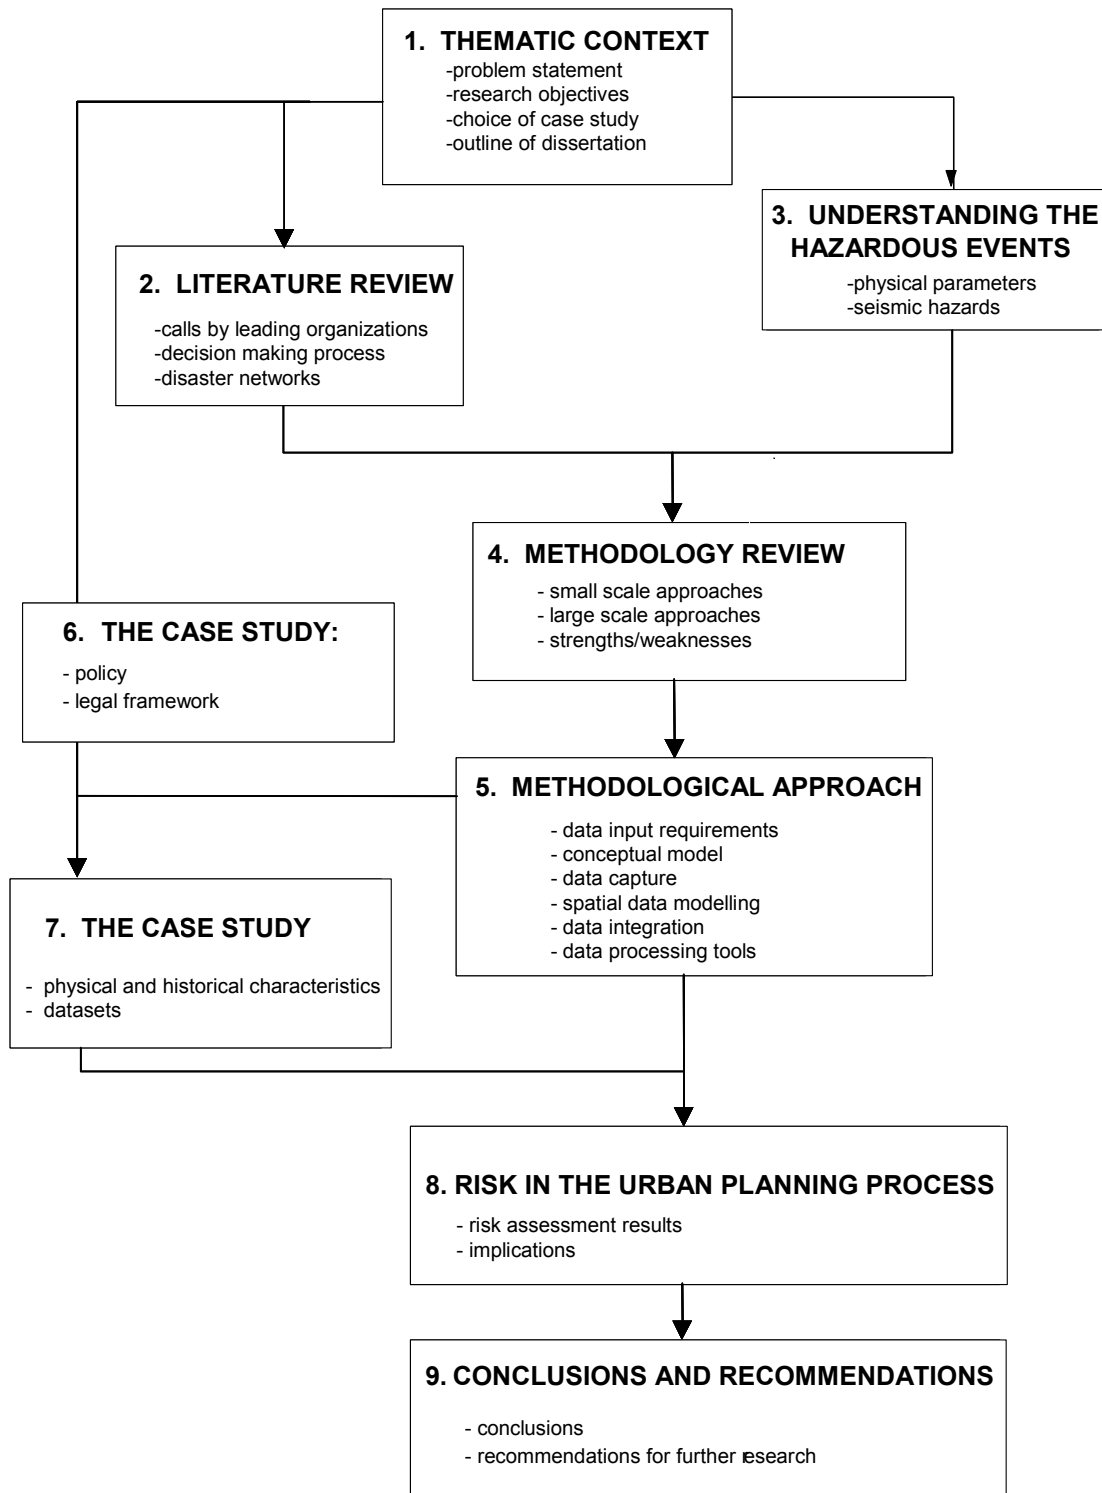 1. THEMATIC CONTEXT
-problem statement
-research objectives
-choice of case study
-outline of dissertation
2. LITERATURE REVIEW
-calls by leading organizations
-decision making process
-disaster networks
3. UNDERSTANDING THE
HAZARDOUS EVENTS
-physical parameters
-seismic hazards
4. METHODOLOGY REVIEW
- small scale approaches
- large scale approaches
- strengths/weaknesses
6. THE CASE STUDY:
- policy
- legal framework
5. METHODOLOGICAL APPROACH
- data input requirements
- conceptual model
- data capture
- spatial data modelling
- data integration
- data processing tools
7. THE CASE STUDY
- physical and historical characteristics
- datasets
8. RISK IN THE URBAN PLANNING PROCESS
- risk assessment results
- implications
9. CONCLUSIONS AND RECOMMENDATIONS
- conclusions
- recommendations for further research